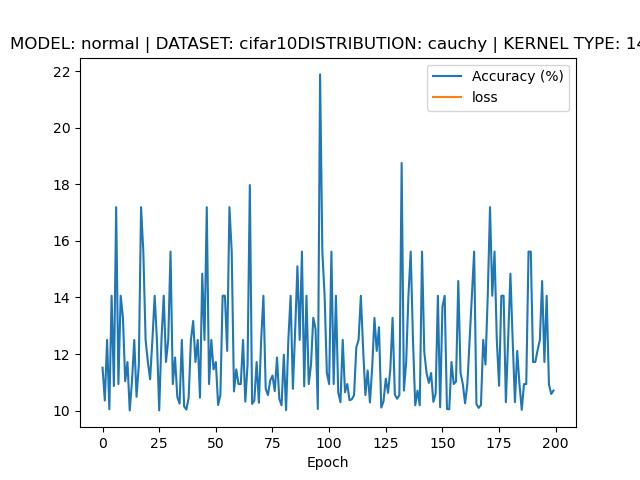 MODEL: normal | DATASET: cifar10DISTRIBUTION: cauchy | KERNEL TYPE: 14
Accuracy (%)
loss
22
20
18
16
14
12
10
0 25 50 75 100 125 150 175 200
Epoch